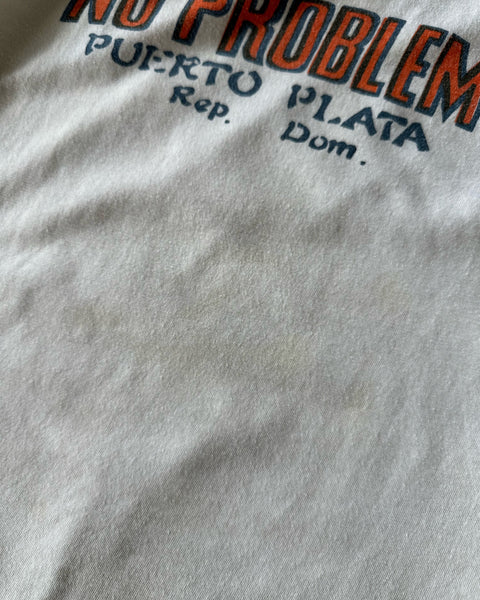 NO PROBLEM
PUERTO PLATA
Rep. Dom.